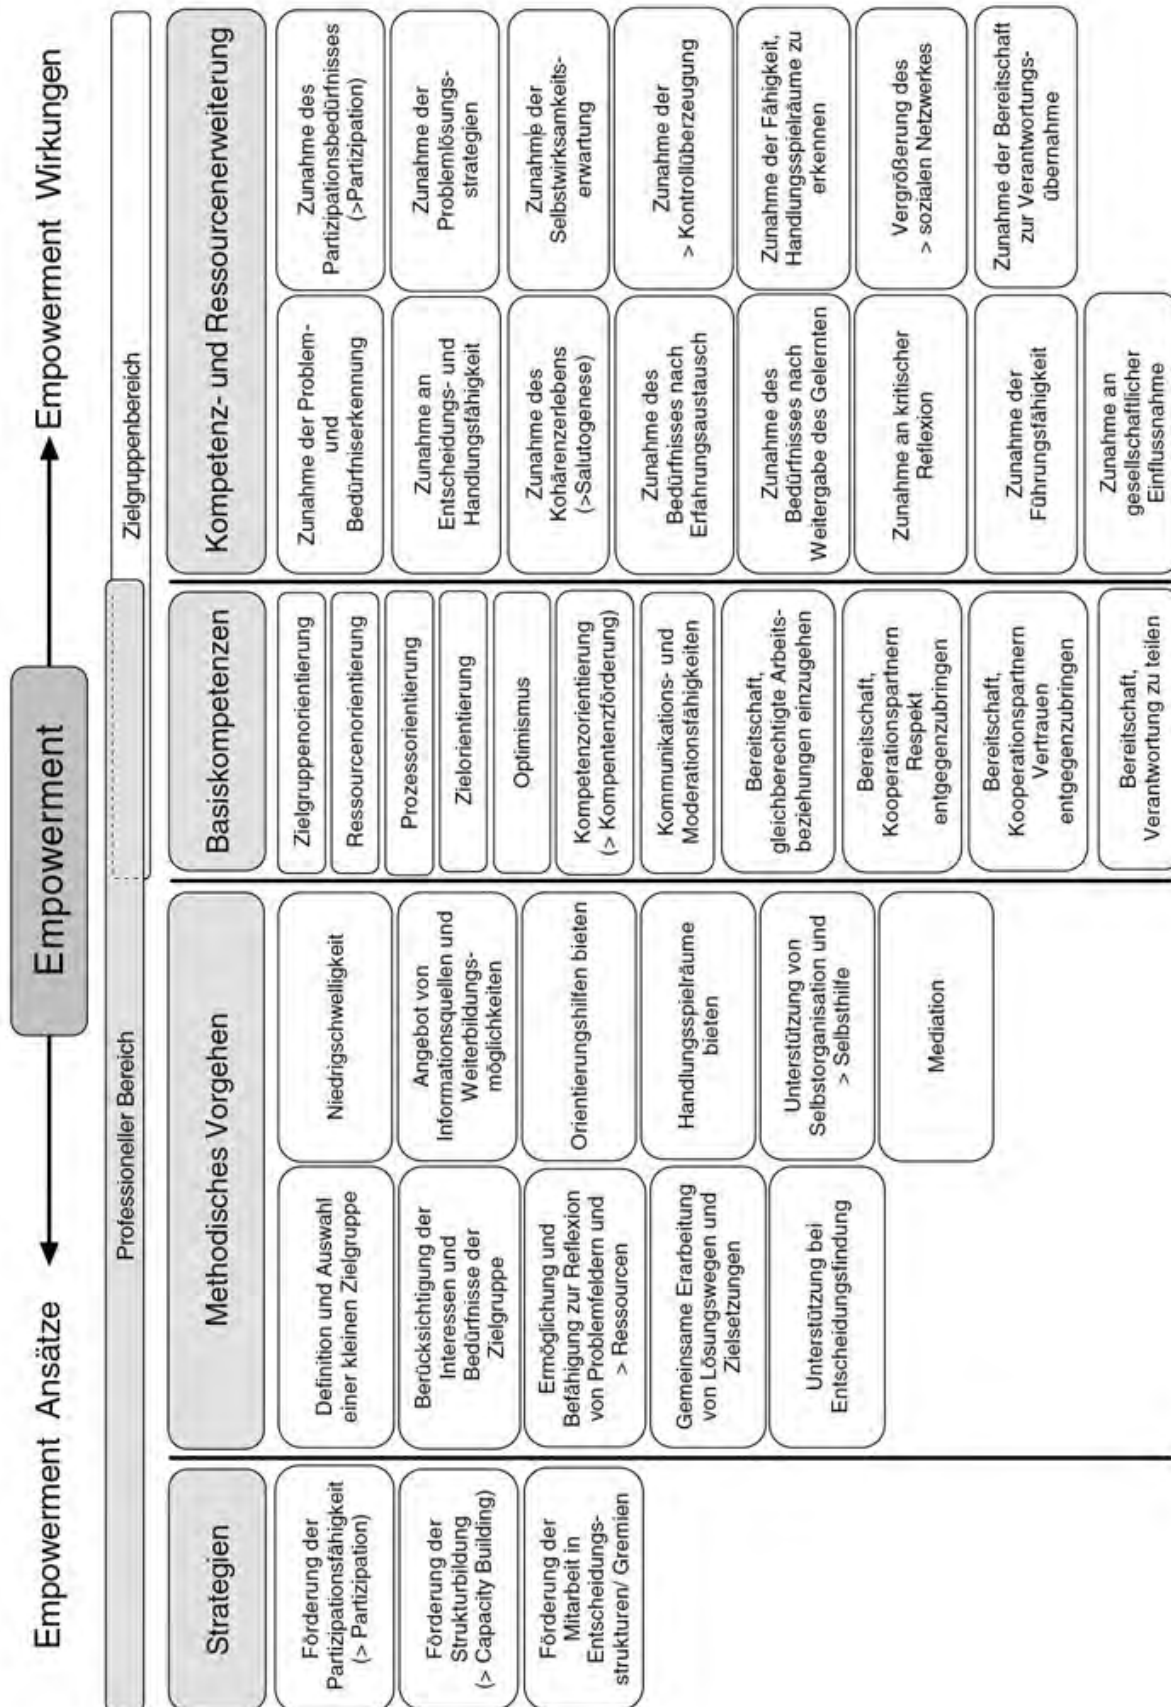 Empowerment Ansätze
Empowerment
Empowerment Wirkungen
Professioneller Bereich
Zielgruppenbereich
Strategien
Förderung der
Partizipationsfähigkeit
(> Partizipation)
Förderung der
Strukturbildung
(> Capacity Building)
Förderung der
Mitarbeit in
Entscheidungs-
strukturen/ Gremien
Methodisches Vorgehen
Definition und Auswahl
einer kleinen Zielgruppe
Niedrigschwelligkeit
Berücksichtigung der
Interessen und
Bedürfnisse der
Zielgruppe
Angebot von
Informationsquellen und
Weiterbildungs-
möglichkeiten
Ermöglichung und
Befähigung zur Reflexion
von Problemfeldern und
> Ressourcen
Orientierungshilfen bieten
Gemeinsame Erarbeitung
von Lösungswegen und
Zielsetzungen
Handlungsspielräume
bieten
Unterstützung bei
Entscheidungsfindung
Unterstützung von
Selbstorganisation und
> Selbsthilfe
Mediation
Basiskompetenzen
Zielgruppenorientierung
Ressourcenorientierung
Prozessorientierung
Zielorientierung
Optimismus
Kompetenzorientierung
(> Kompentenzförderung)
Kommunikations- und
Moderationsfähigkeiten
Bereitschaft,
gleichberechtigte Arbeits-
beziehungen einzugehen
Bereitschaft,
Kooperationspartnern
Respekt
entgegenzubringen
Bereitschaft,
Kooperationspartnern
Vertrauen
entgegenzubringen
Bereitschaft,
Verantwortung zu teilen
Kompetenz- und Ressourcenerweiterung
Zunahme der Problem-
und
Bedürfniserkennung
Zunahme des
Partizipationsbedürfnisses
(>Partizipation)
Zunahme an
Entscheidungs- und
Handlungsfähigkeit
Zunahme der
Problemlösungs-
strategien
Zunahme des
Kohärenzerlebens
(>Salutogenese)
Zunahme der
Selbstwirksamkeits-
erwartung
Zunahme des
Bedürfnisses nach
Erfahrungsaustausch
Zunahme der
> Kontrollüberzeugung
Zunahme des
Bedürfnisses nach
Weitergabe des Gelernten
Zunahme der Fähigkeit,
Handlungsspielräume zu
erkennen
Zunahme an kritischer
Reflexion
Vergrößerung des
> sozialen Netzwerkes
Zunahme der
Führungsfähigkeit
Zunahme der Bereitschaft
zur Verantwortungs-
übernahme
Zunahme an
gesellschaftlicher
Einflussnahme